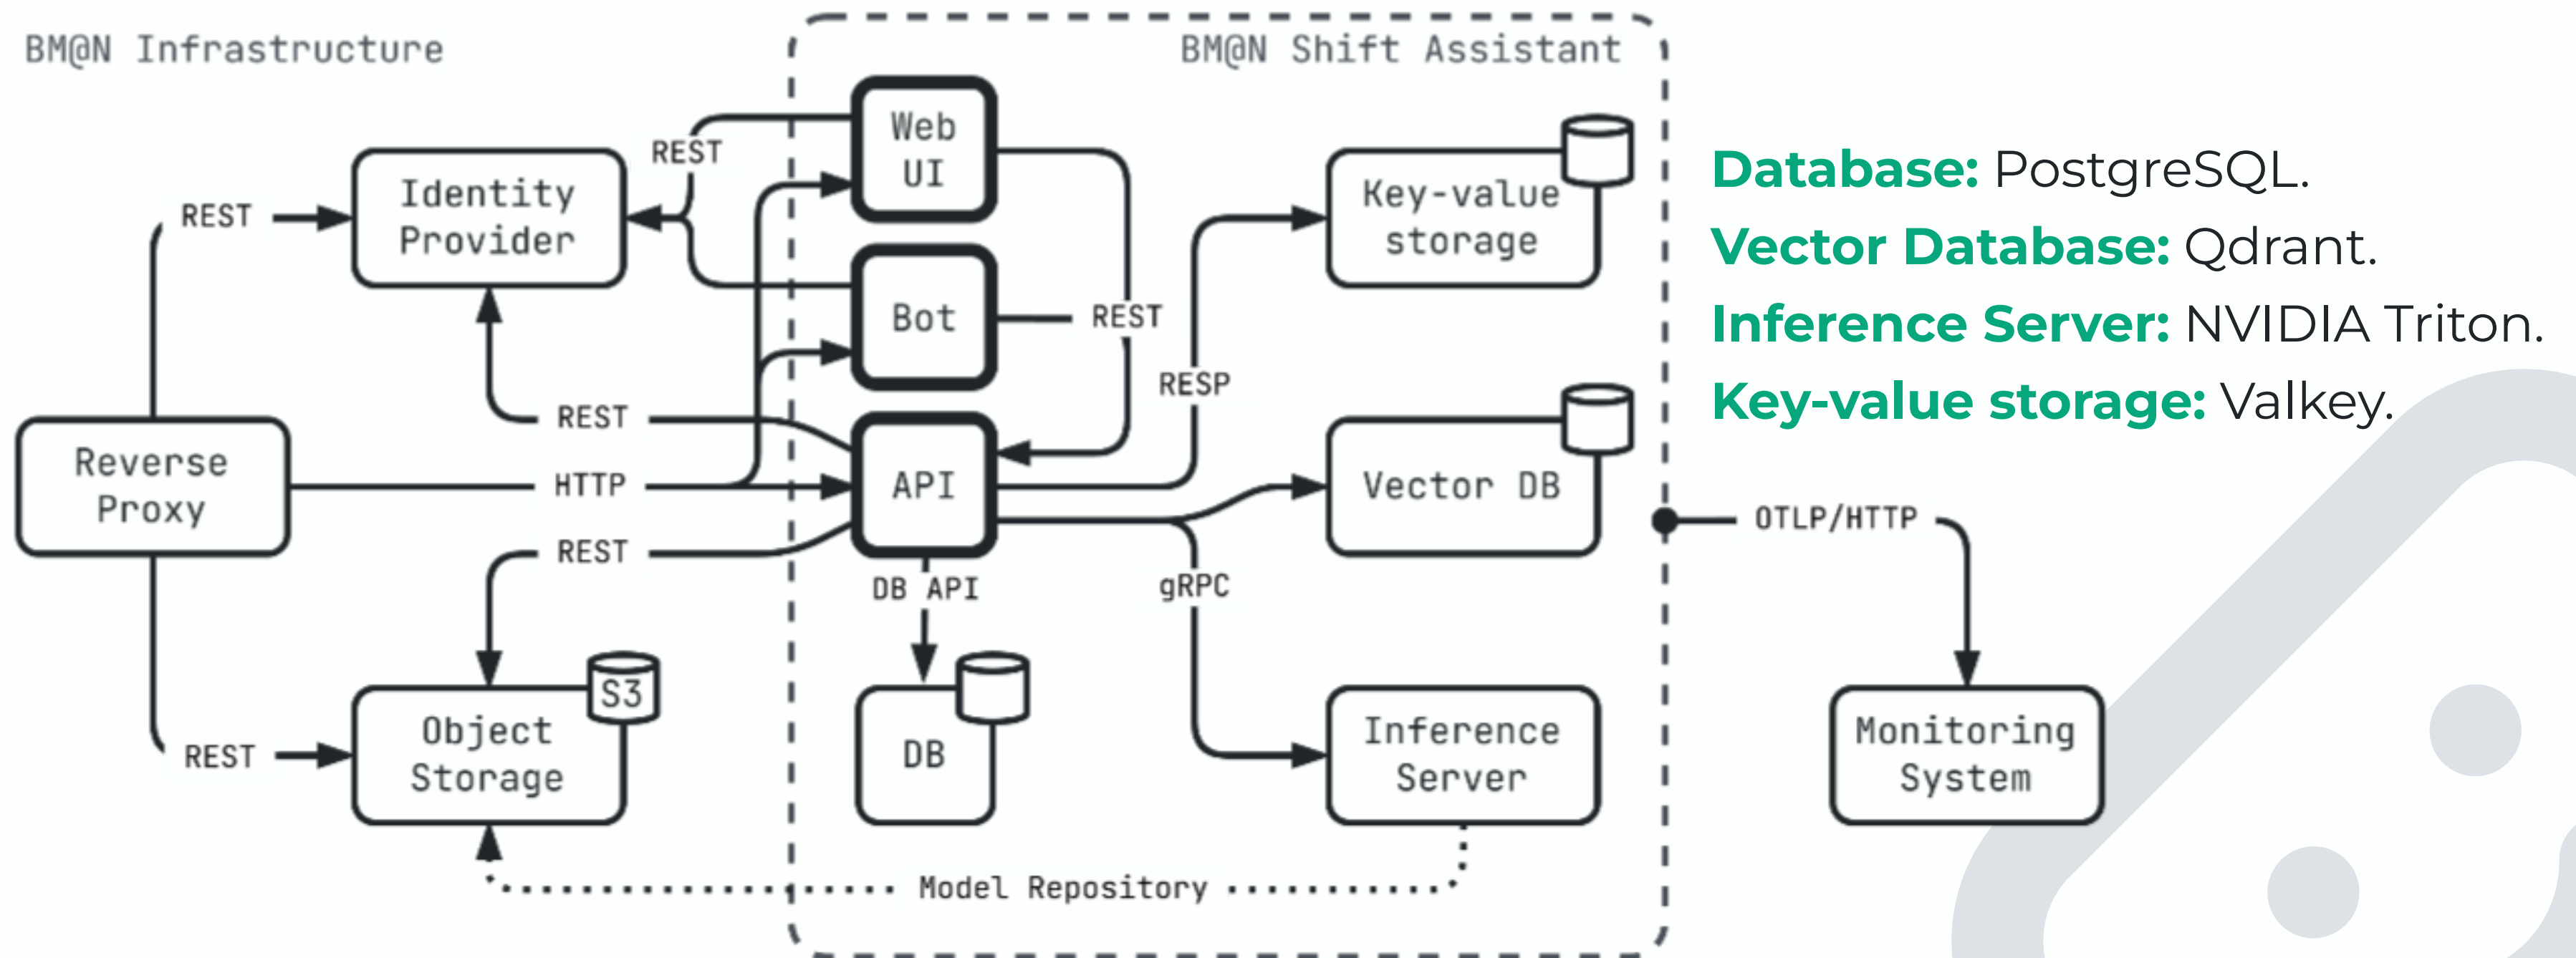 BM@N Infrastructure
BM@N Shift Assistant
Web
UI
REST
Identity
Provider
REST
Key-value
storage
Bot
REST
RESP
REST
Reverse
Proxy
HTTP
API
Vector DB
REST
DB API
gRPC
OTLP/HTTP
S3
Object
Storage
REST
DB
Inference
Server
Monitoring
System
Model Repository
Database: PostgreSQL.
Vector Database: Qdrant.
Inference Server: NVIDIA Triton.
Key-value storage: Valkey.